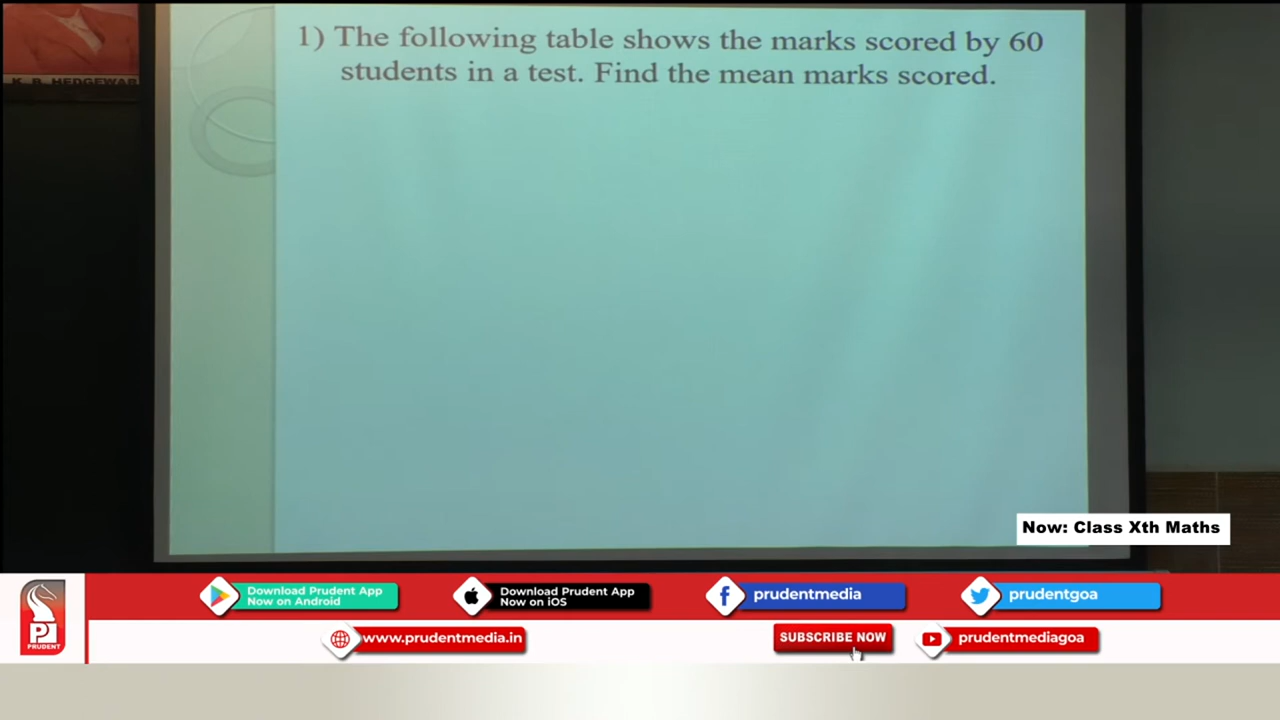 K. B. HEDGEWAR
1) The following table shows the marks scored by 60
students in a test. Find the mean marks scored.
Now: Class Xth Maths
Download Prudent App
Now on Android
Download Prudent App
Now on iOS
prudentmedia
prudentgoa
PRUDENT
www.prudentmedia.in
SUBSCRIBE NOW
prudentmediagoa